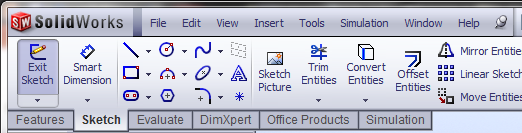 SW SolidWorks File Edit View Insert Tools Simulation Window Help
Exit Sketch
Smart Dimension
Sketch Picture
Trim Entities
Convert Entities
Offset Entities
Mirror Entitie
Linear Sketch
Move Entities
Features Sketch Evaluate DimXpert Office Products Simulation